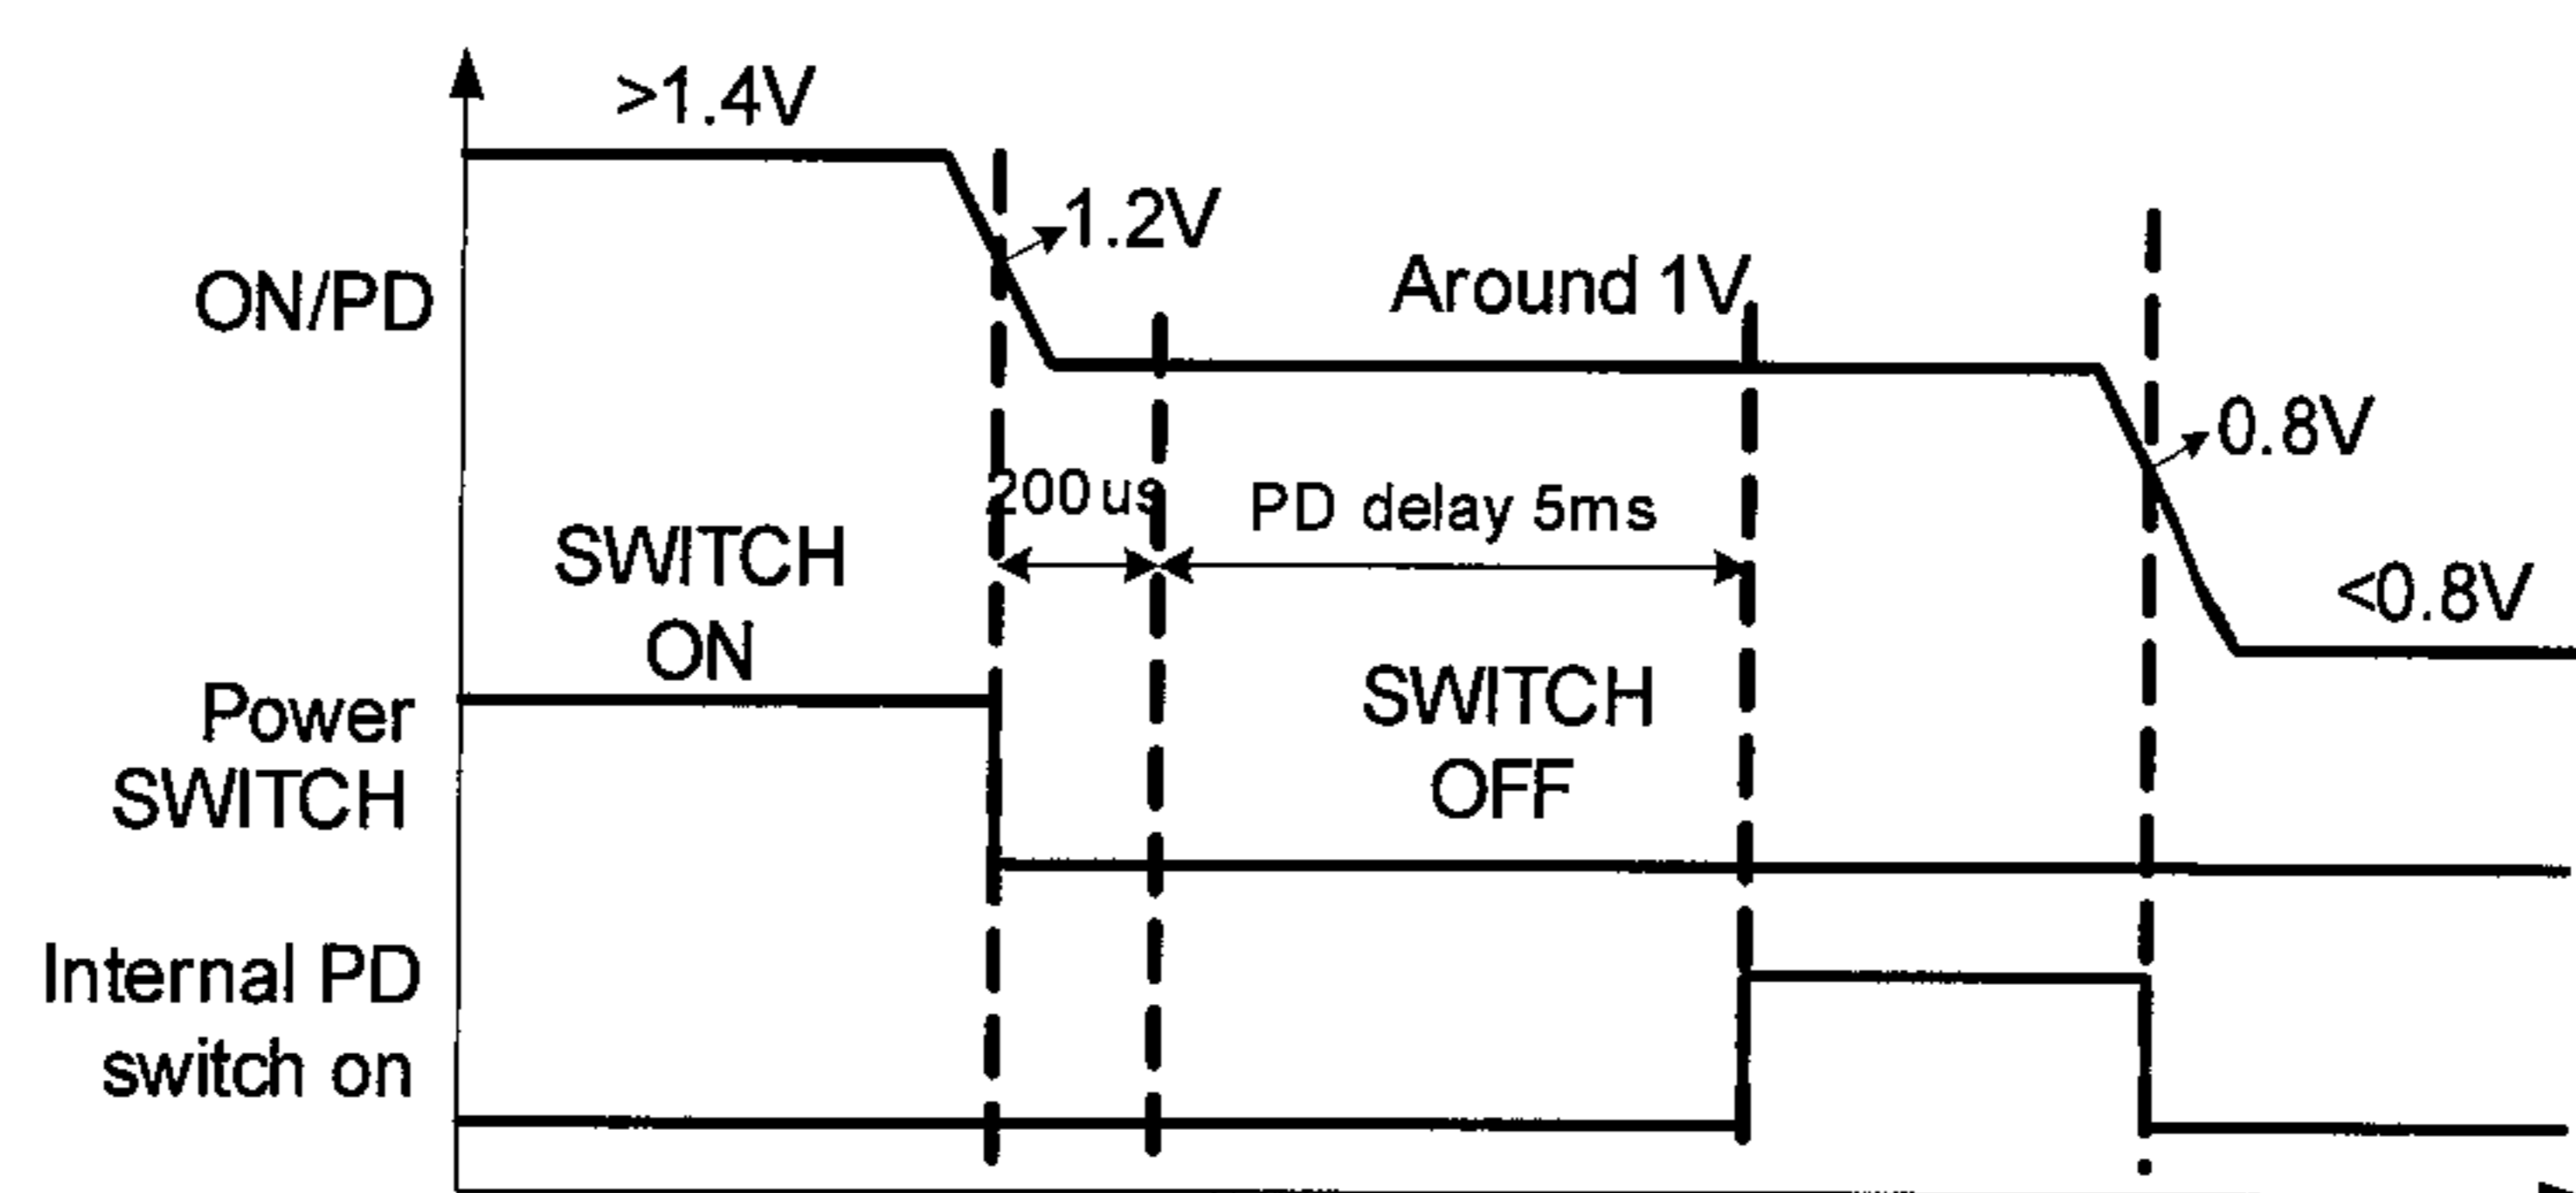 >1.4V
1.2V
ON/PD
Around 1V
0.8V
200us
PD delay 5ms
SWITCH
ON
<0.8V
Power
SWITCH
SWITCH
OFF
Internal PD
switch on